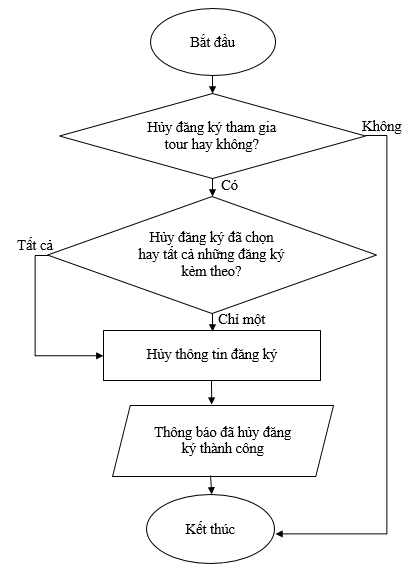 Bắt đầu
Hủy đăng ký tham gia
tour hay không?
Không
Có
Hủy đăng ký đã chọn
hay tất cả những đăng ký
kèm theo?
Tất cả
Chỉ một
Hủy thông tin đăng ký
Thông báo đã hủy đăng
ký thành công
Kết thúc